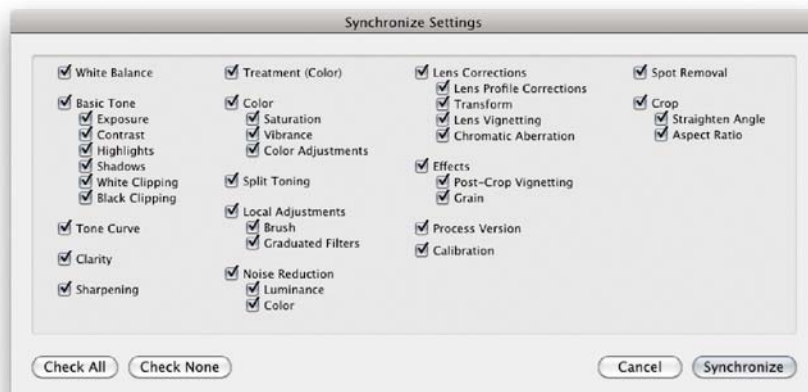 Synchronize Settings
White Balance
Basic Tone
Exposure
Contrast
Highlights
Shadows
White Clipping
Black Clipping
Tone Curve
Clarity
Sharpening
Treatment (Color)
Color
Saturation
Vibrance
Color Adjustments
Split Toning
Local Adjustments
Brush
Graduated Filters
Noise Reduction
Luminance
Color
Lens Corrections
Lens Profile Corrections
Transform
Lens Vignetting
Chromatic Aberration
Effects
Post-Crop Vignetting
Grain
Process Version
Calibration
Spot Removal
Crop
Straighten Angle
Aspect Ratio
Check All
Check None
Cancel
Synchronize